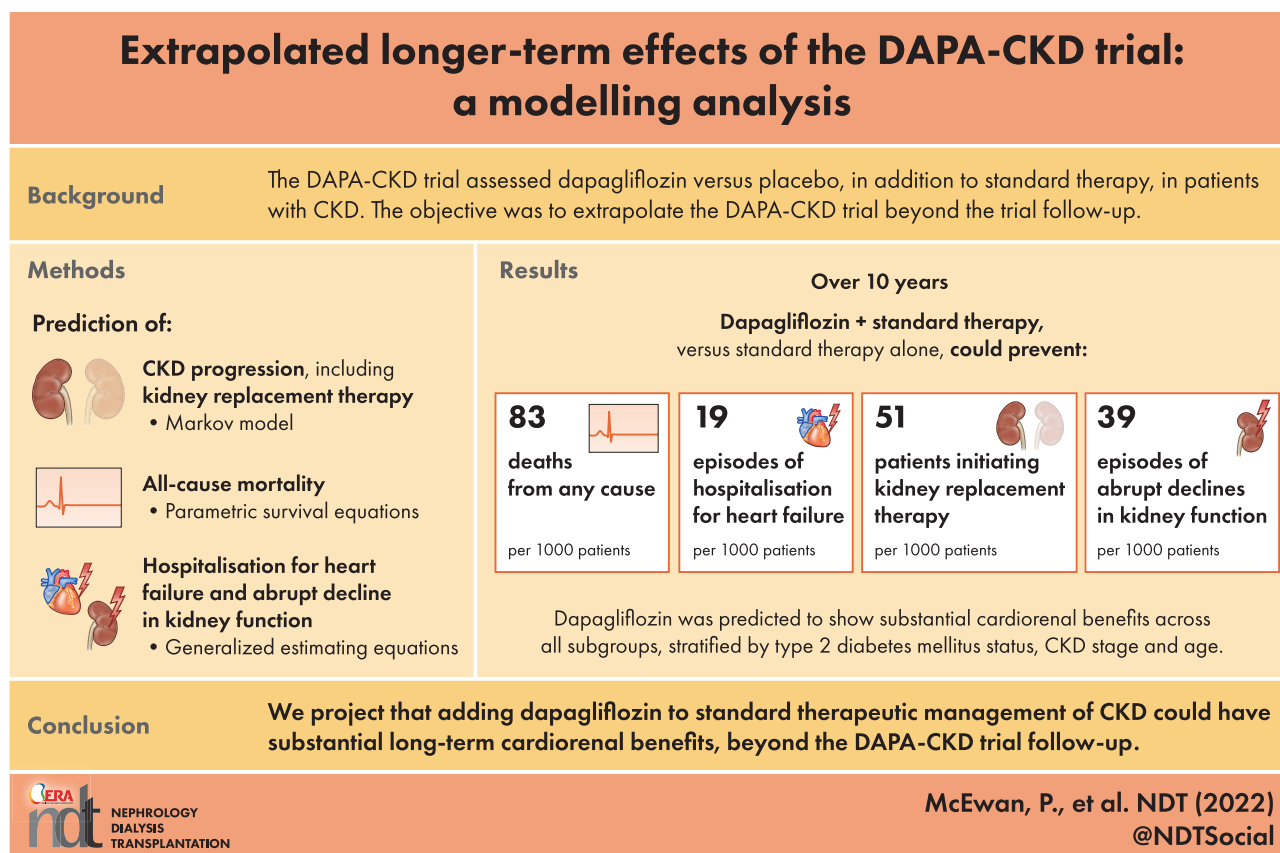 Extrapolated longer-term effects of the DAPA-CKD trial:
a modelling analysis
Background
The DAPA-CKD trial assessed dapagliflozin versus placebo, in addition to standard therapy, in patients
with CKD. The objective was to extrapolate the DAPA-CKD trial beyond the trial follow-up.
Methods
Prediction of:
CKD progression, including
kidney replacement therapy
• Markov model
All-cause mortality
• Parametric survival equations
Hospitalisation for heart
failure and abrupt decline
in kidney function
• Generalized estimating equations
Results
Over 10 years
Dapagliflozin + standard therapy,
versus standard therapy alone, could prevent:
83
deaths
from any cause
per 1000 patients
19
episodes of
hospitalisation
for heart failure
per 1000 patients
51
patients initiating
kidney replacement
therapy
per 1000 patients
39
episodes of
abrupt declines
in kidney function
per 1000 patients
Dapagliflozin was predicted to show substantial cardiorenal benefits across
all subgroups, stratified by type 2 diabetes mellitus status, CKD stage and age.
Conclusion
We project that adding dapagliflozin to standard therapeutic management of CKD could have
substantial long-term cardiorenal benefits, beyond the DAPA-CKD trial follow-up.
ERA
ndt
NEPHROLOGY
DIALYSIS
TRANSPLANTATION
McEwan, P., et al. NDT (2022)
@NDTSocial